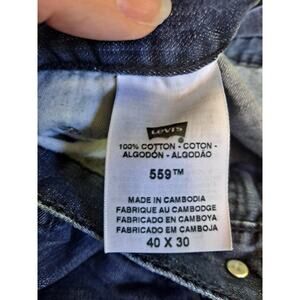 LEVI'S
100% COTTON - COTON -
ALGODÓN - ALGODÃO
559™
MADE IN CAMBODIA
FABRIQUE AU CAMBODGE
FABRICADO EN CAMBOYA
FABRICADO EM CAMBOJA
40 X 30